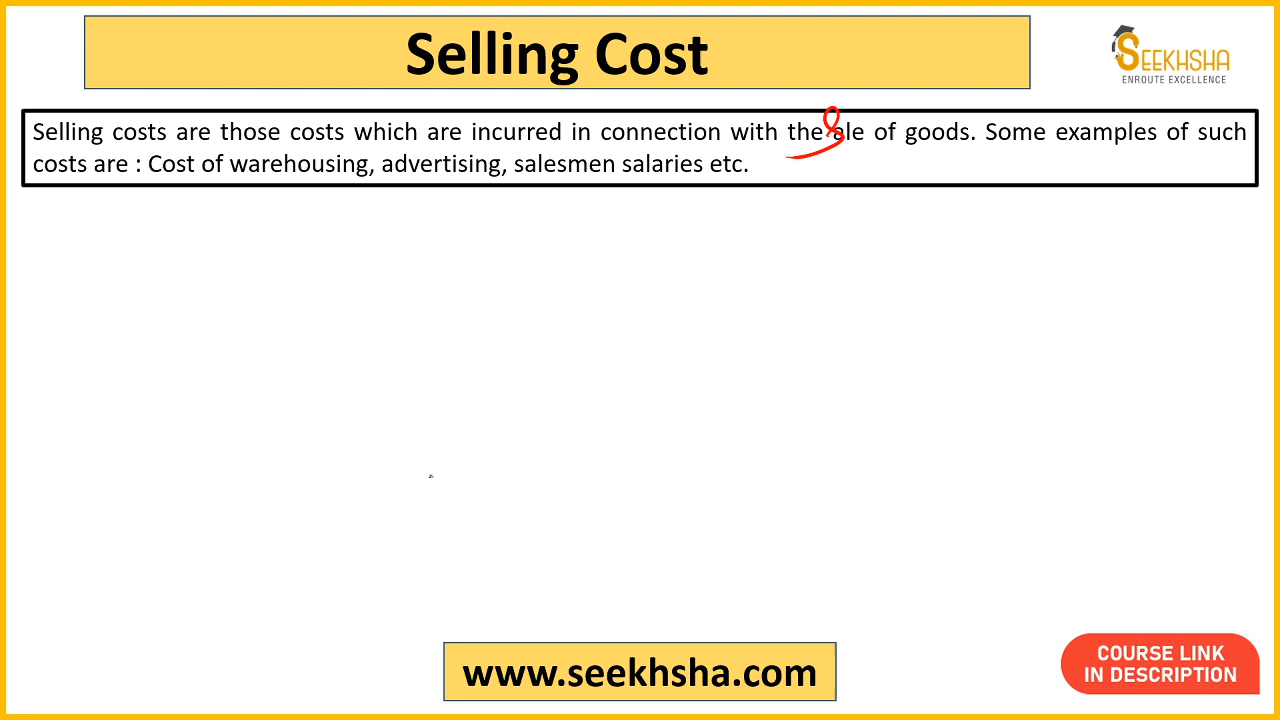 Selling Cost
SEEKHSHA
ENROUTE EXCELLENCE
Selling costs are those costs which are incurred in connection with the sale of goods. Some examples of such
costs are : Cost of warehousing, advertising, salesmen salaries etc.
www.seekhsha.com
COURSE LINK
IN DESCRIPTION